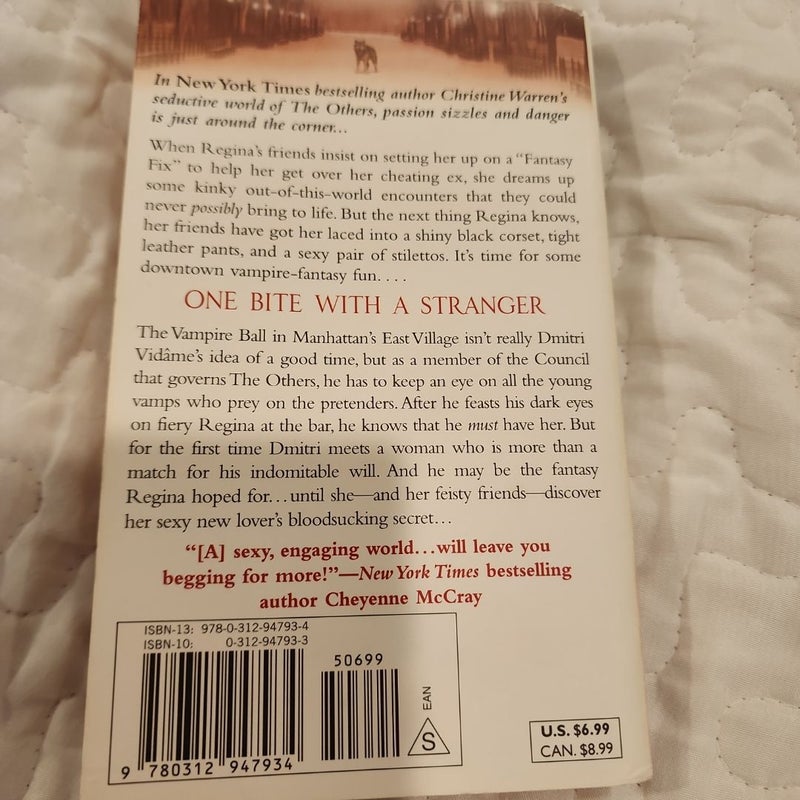 In New York Times bestselling author Christine Warren's
seductive world of The Others, passion sizzles and danger
is just around the corner...
When Regina's friends insist on setting her up on a "Fantasy
Fix" to help her get over her cheating ex, she dreams up
some kinky out-of-this-world encounters that they could
never possibly bring to life. But the next thing Regina knows,
her friends have got her laced into a shiny black corset, tight
leather pants, and a sexy pair of stilettos. It's time for some
downtown vampire-fantasy fun. . . .
ONE BITE WITH A STRANGER
The Vampire Ball in Manhattan's East Village isn't really Dmitri
Vidâme's idea of a good time, but as a member of the Council
that governs The Others, he has to keep an eye on all the young
vamps who prey on the pretenders. After he feasts his dark eyes
on fiery Regina at the bar, he knows that he must have her. But
for the first time Dmitri meets a woman who is more than a
match for his indomitable will. And he may be the fantasy
Regina hoped for...until she—and her feisty friends—discover
her sexy new lover's bloodsucking secret...
"[A] sexy, engaging world...will leave you
begging for more!"—New York Times bestselling
author Cheyenne McCray
ISBN-13: 978-0-312-94793-4
ISBN-10: 0-312-94793-3
50699
EAN
S
9 780312 947934
U.S. $6.99
CAN. $8.99